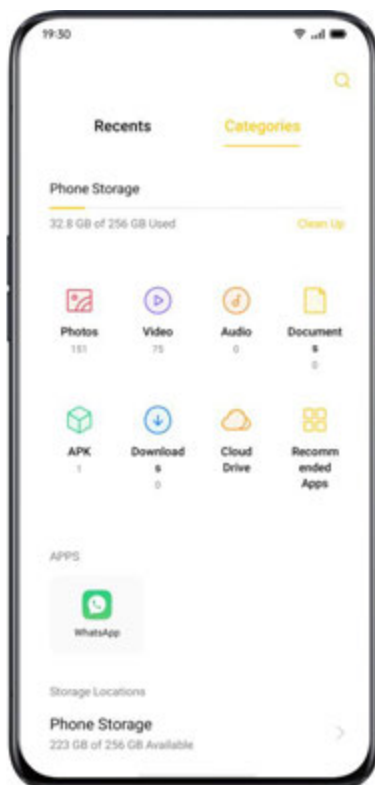 19:30
Recents
Categories
Phone Storage
32.8 GB of 256 GB Used
Clean Up
Photos
151
Video
75
Audio
0
Document
s
0
APK
1
Download
s
0
Cloud
Drive
Recomm
ended
Apps
APPS
WhatsApp
Storage Locations
Phone Storage
223 GB of 256 GB Available